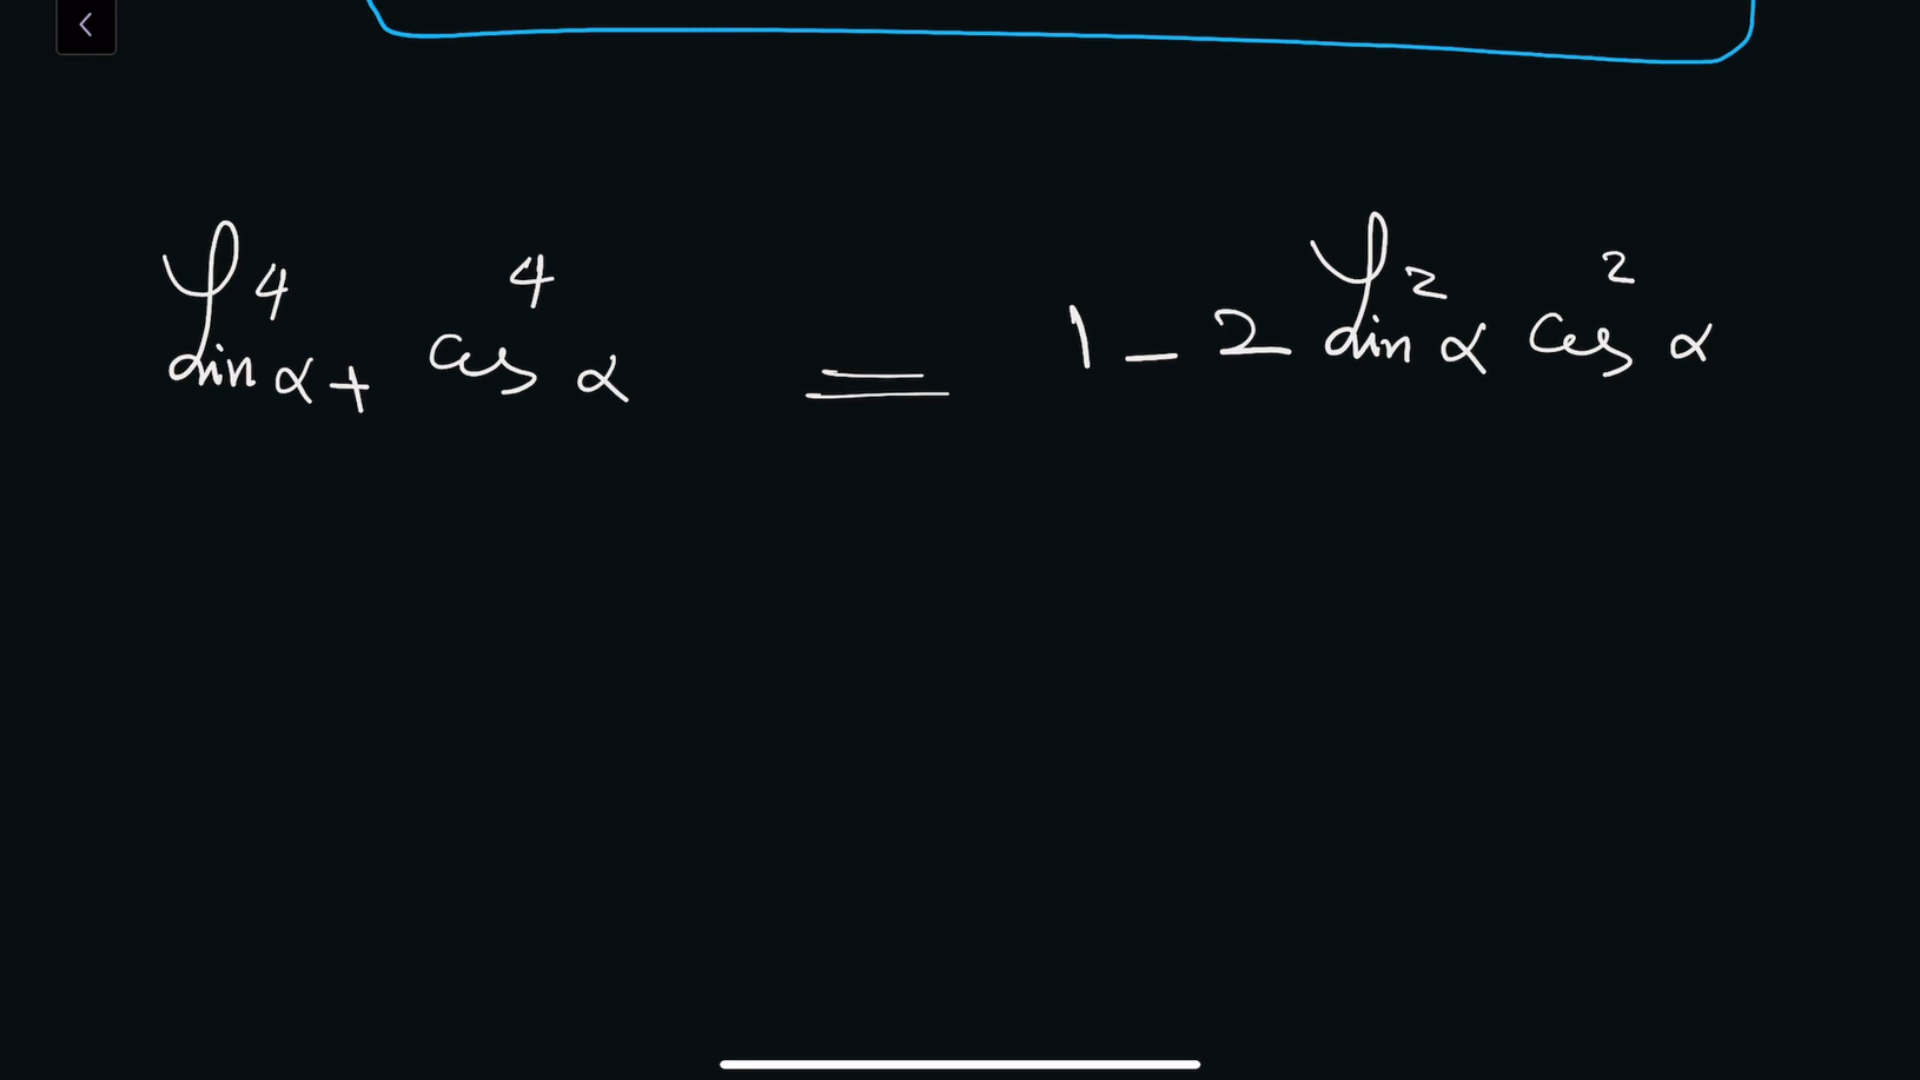 sin⁴α + cos⁴α = 1 - 2 sin²α cos²α